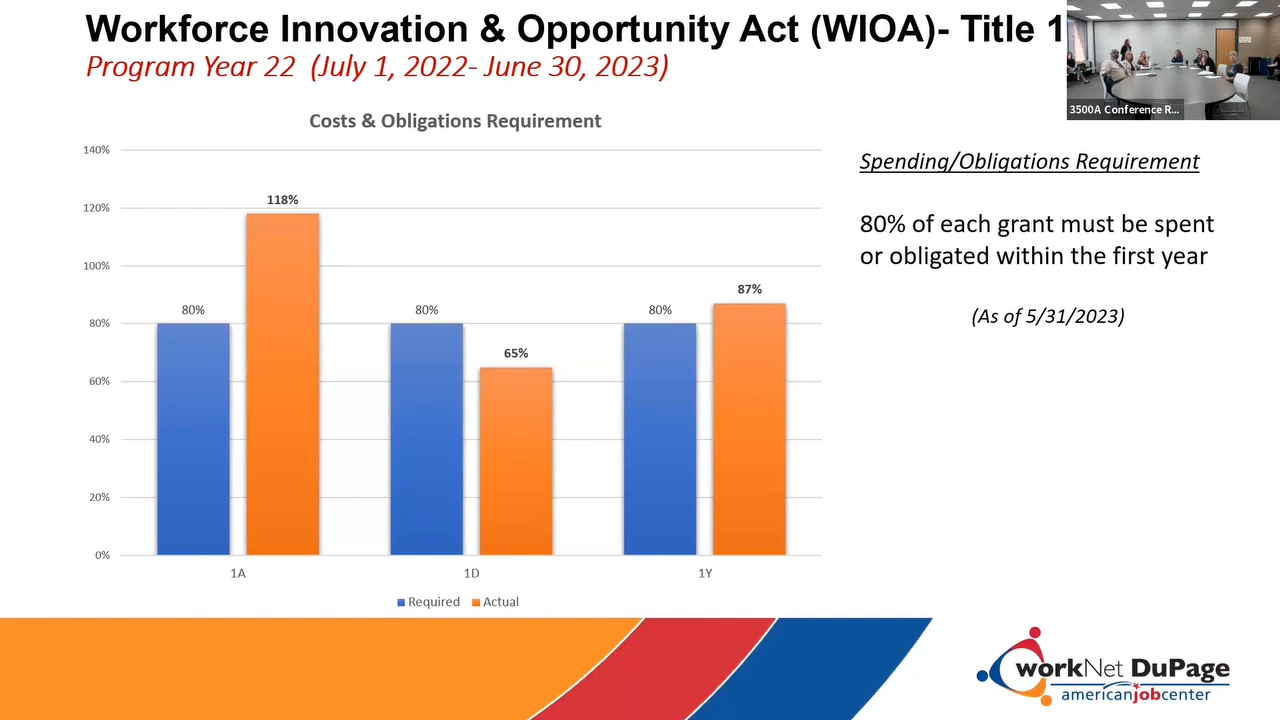 Workforce Innovation & Opportunity Act (WIOA)- Title 1
Program Year 22 (July 1, 2022- June 30, 2023)
3500A Conference R...
Costs & Obligations Requirement
140%
120%
100%
80%
60%
40%
20%
0%
118%
80%
80%
65%
80%
87%
1A
1D
1Y
Required
Actual
Spending/Obligations Requirement
80% of each grant must be spent
or obligated within the first year
(As of 5/31/2023)
workNet DuPage
americanjobcenter